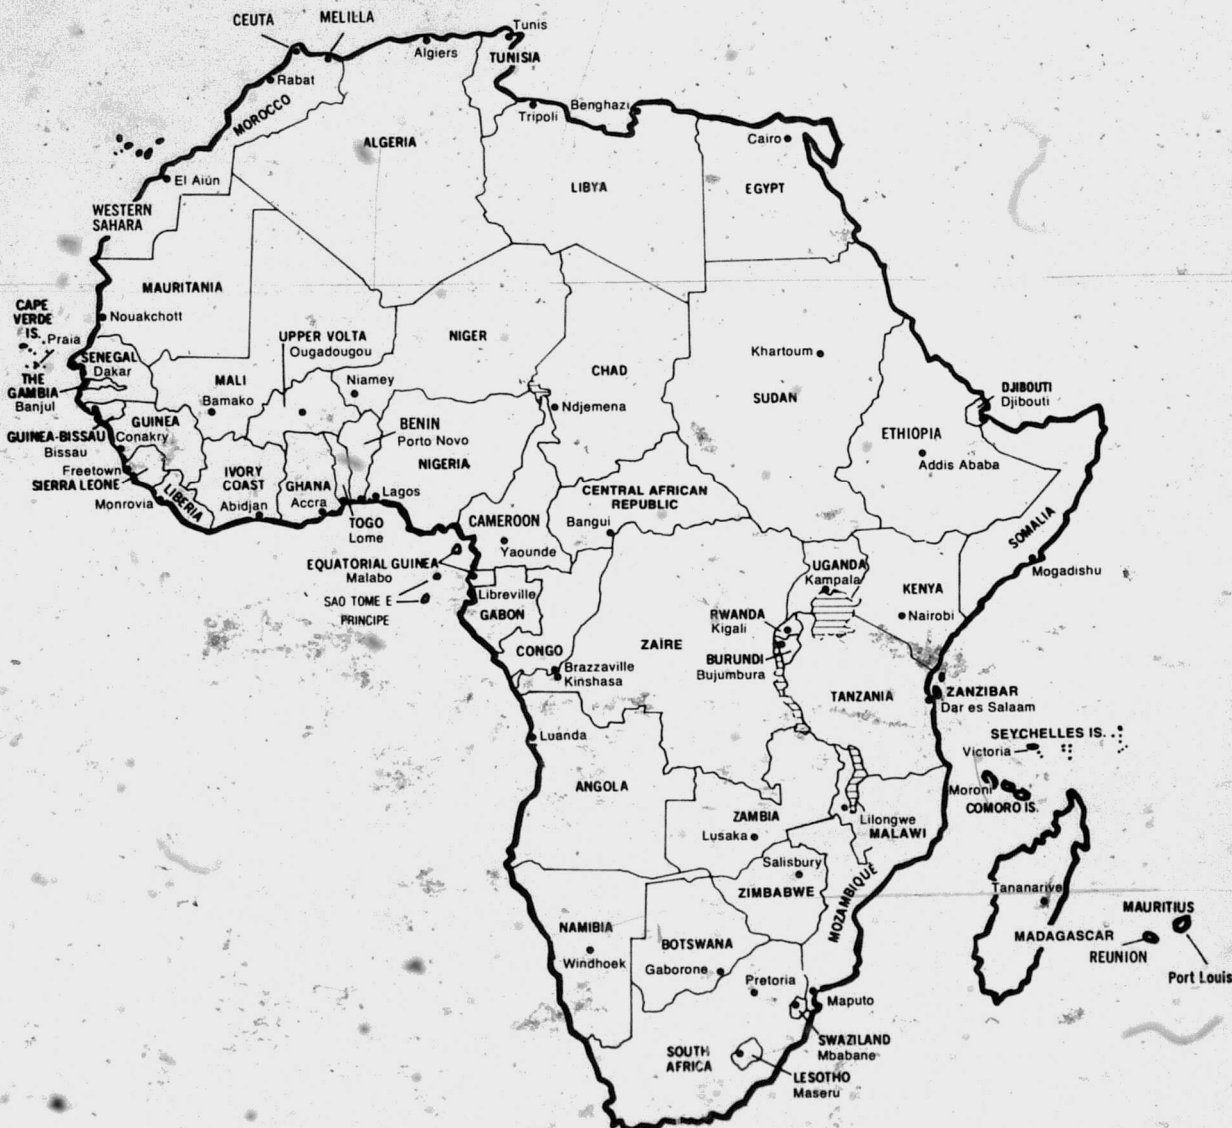 CEUTA
MELILLA
Tunis
Algiers
TUNISIA
Rabat
MOROCCO
Tripoli
Benghazi
Cairo
ALGERIA
El Aiún
LIBYA
EGYPT
WESTERN
SAHARA
MAURITANIA
CAPE
VERDE
IS.
Praia
Nouakchott
UPPER VOLTA
Ougadougou
NIGER
Khartoum
SENEGAL
Dakar
THE
GAMBIA
Banjul
MALI
Bamako
Niamey
CHAD
Ndjemena
SUDAN
DJIBOUTI
Djibouti
GUINEA
Conakry
GUINEA-BISSAU
Bissau
BENIN
Porto Novo
NIGERIA
ETHIOPIA
Addis Ababa
Freetown
SIERRA LEONE
Monrovia
LIBERIA
IVORY
COAST
Abidjan
GHANA
Accra
Lagos
TOGO
Lome
CENTRAL AFRICAN
REPUBLIC
Bangui
CAMEROON
Yaounde
SOMALIA
Mogadishu
EQUATORIAL GUINEA
Malabo
SAO TOME E
PRINCIPE
Libreville
GABON
UGANDA
Kampala
KENYA
Nairobi
CONGO
Brazzaville
Kinshasa
ZAÏRE
RWANDA
Kigali
BURUNDI
Bujumbura
TANZANIA
ZANZIBAR
Dar es Salaam
SEYCHELLES IS.
Victoria
Luanda
ANGOLA
Moroni
COMORO IS.
ZAMBIA
Lusaka
Lilongwe
MALAWI
Salisbury
ZIMBABWE
MOZAMBIQUE
Tananarive
MADAGASCAR
MAURITIUS
REUNION
Port Louis
NAMIBIA
Windhoek
BOTSWANA
Gaborone
Pretoria
Maputo
SWAZILAND
Mbabane
SOUTH
AFRICA
LESOTHO
Maseru